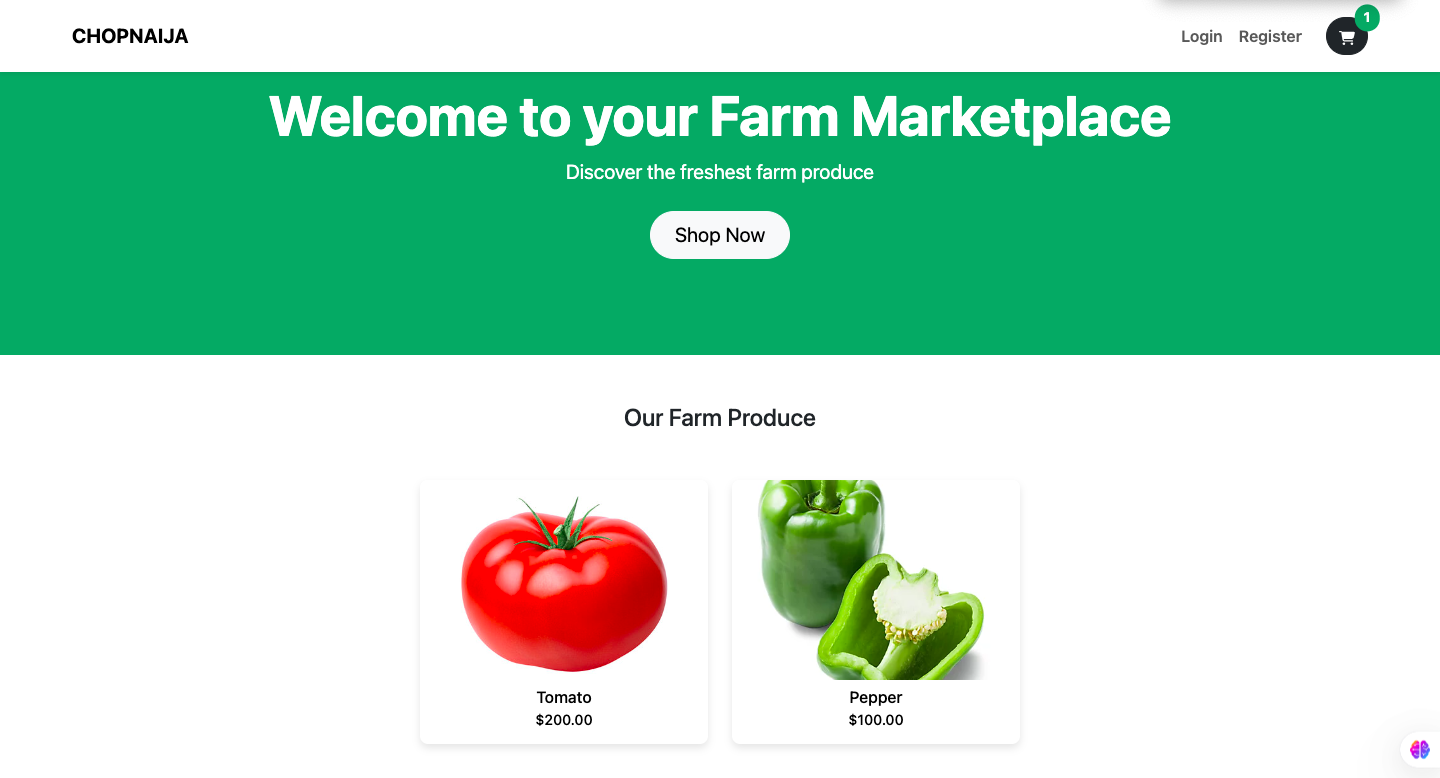 CHOPNAIJA
Login Register 1
Welcome to your Farm Marketplace
Discover the freshest farm produce
Shop Now
Our Farm Produce
Tomato
$200.00
Pepper
$100.00